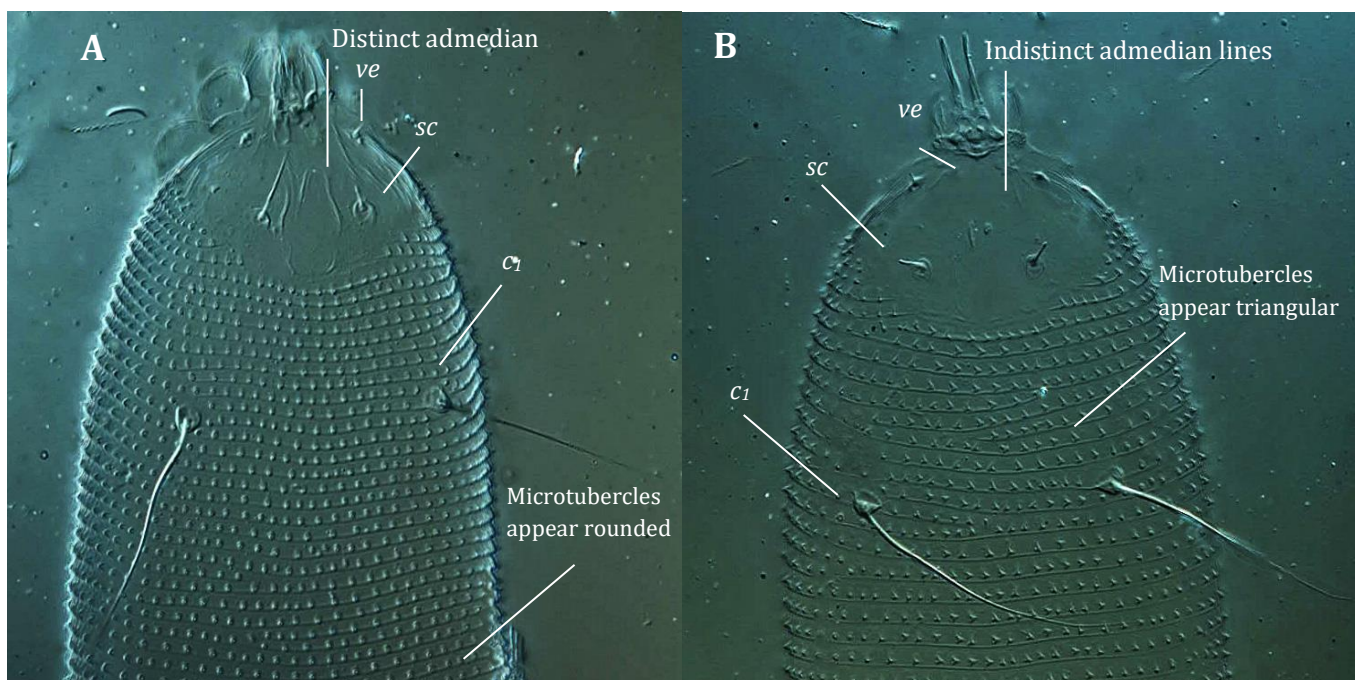 A
Distinct admedian
ve
sc
c1
Microtubercles
appear rounded
B
Indistinct admedian lines
ve
sc
Microtubercles
appear triangular
c1